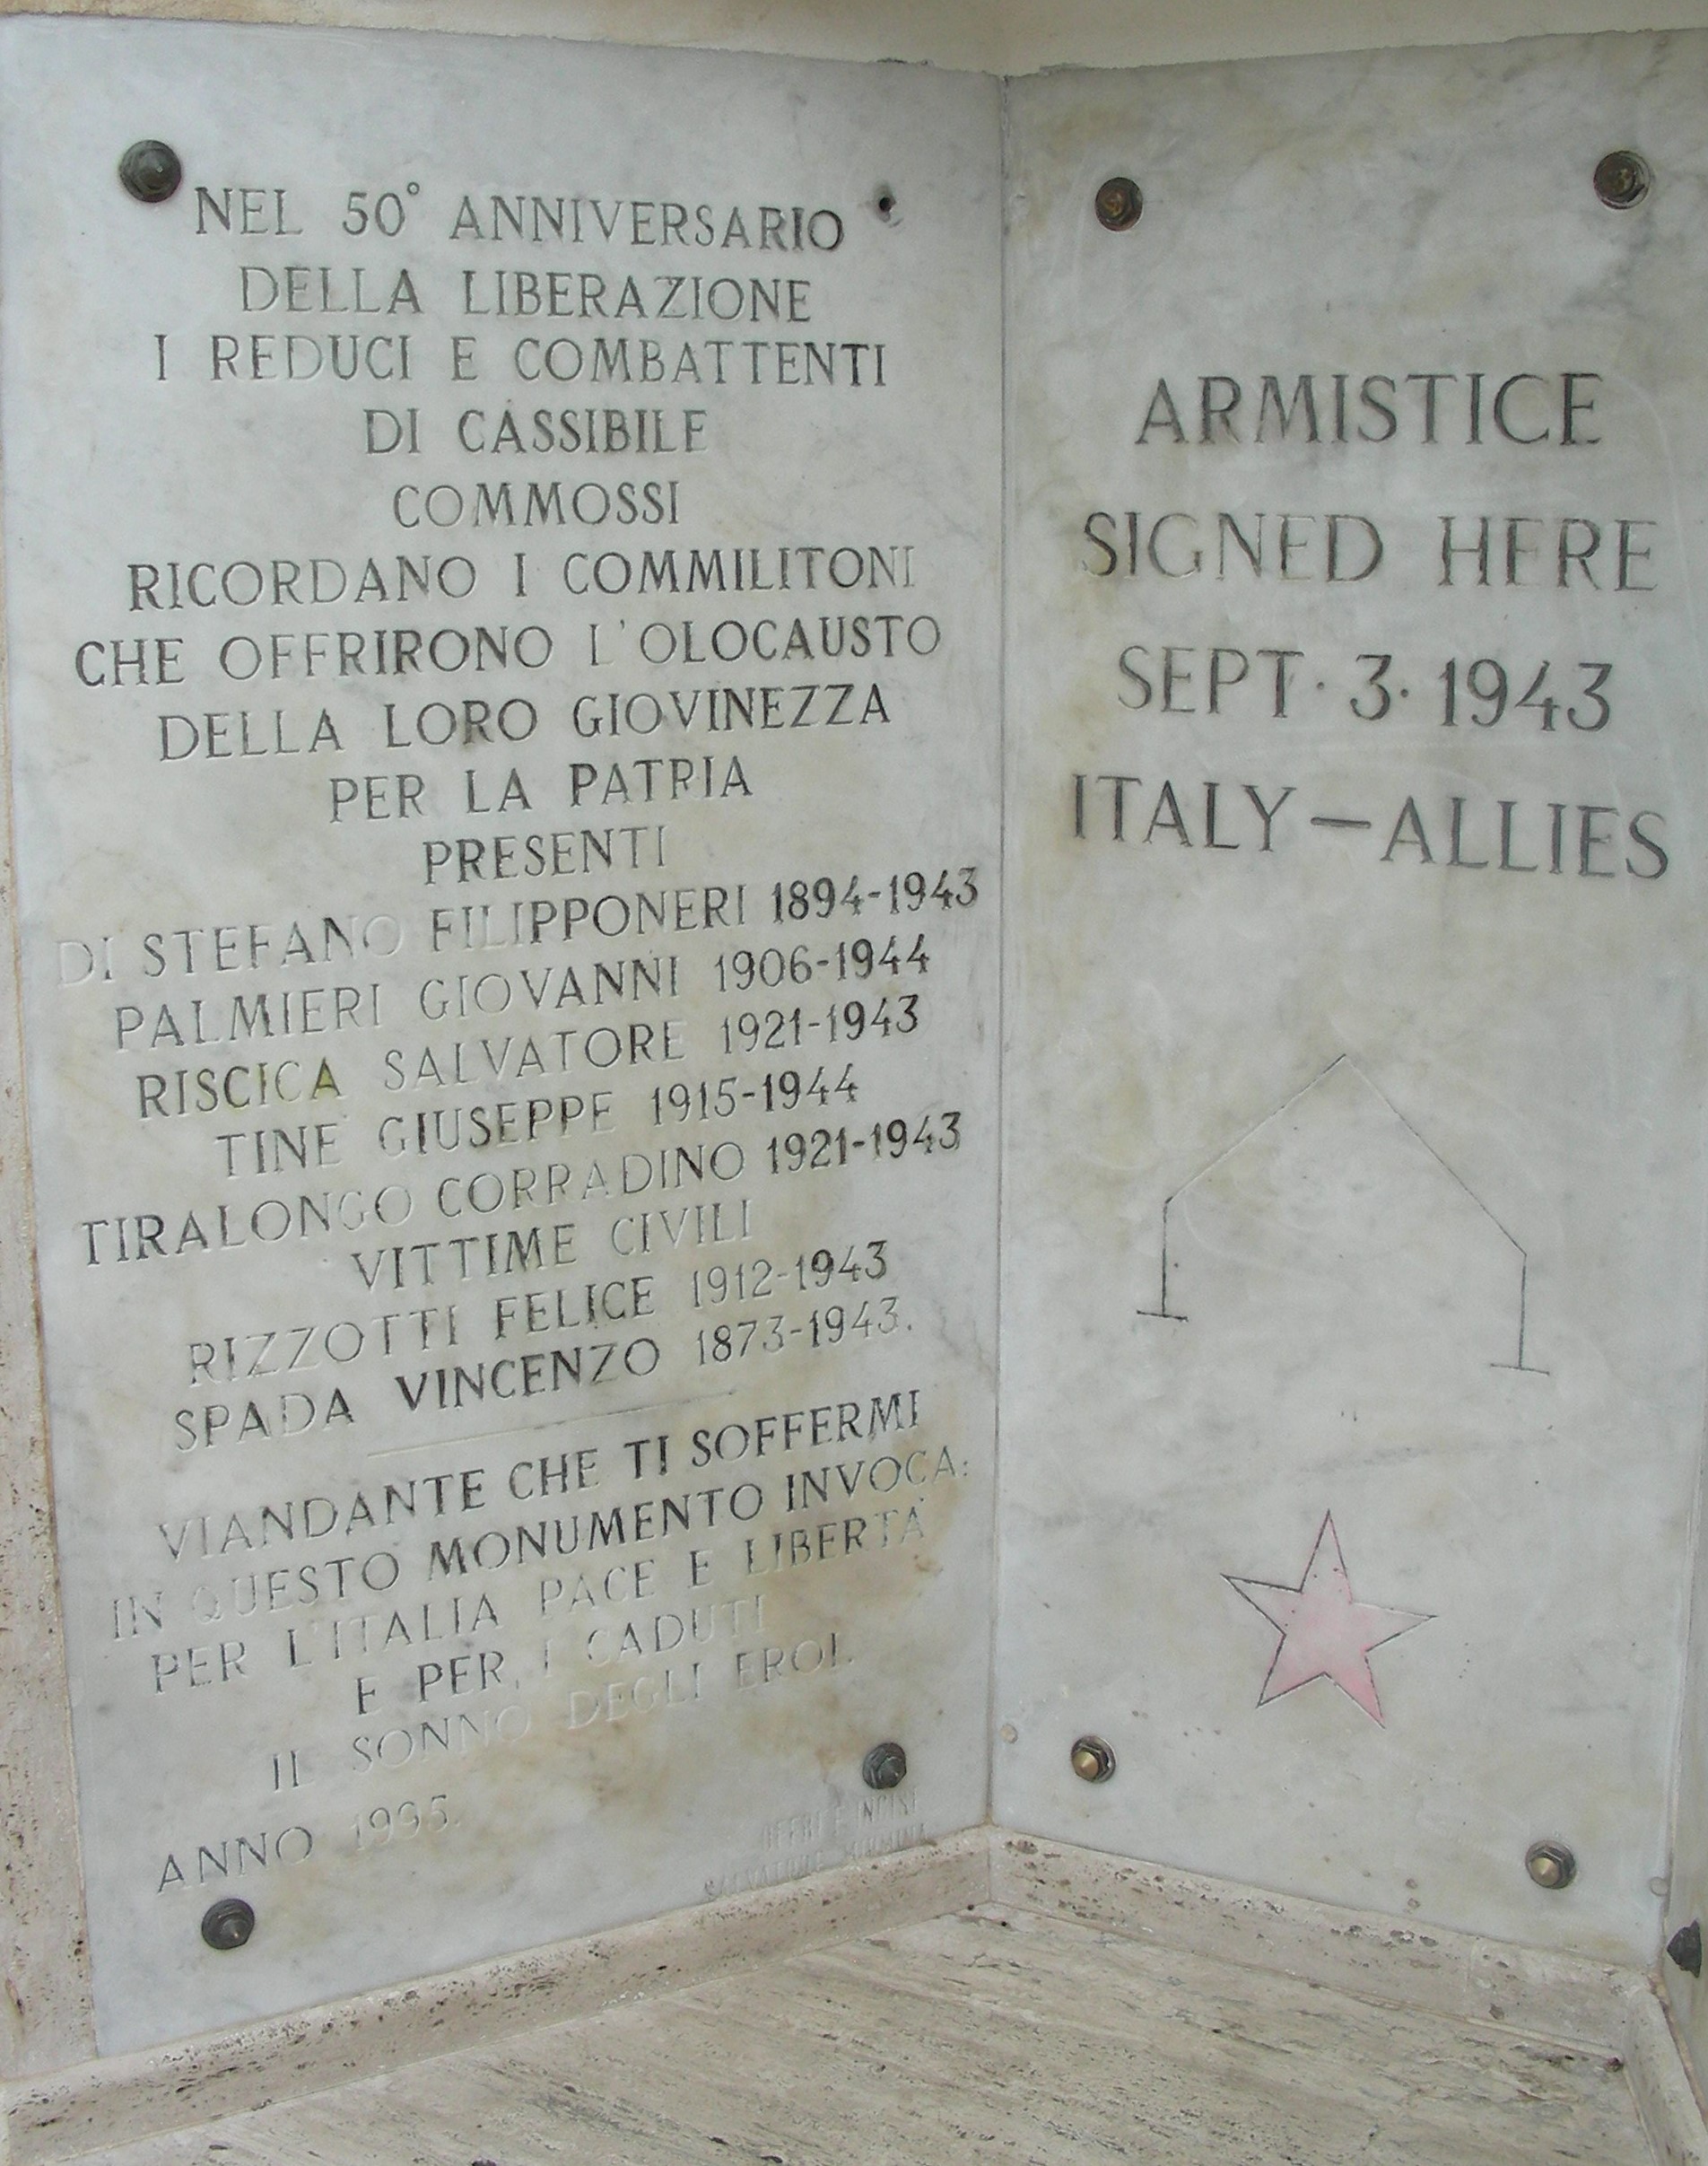 NEL 50° ANNIVERSARIO
DELLA LIBERAZIONE
I REDUCI E COMBATTENTI
DI CASSIBILE
COMMOSSI
RICORDANO I COMMILITONI
CHE OFFRIRONO L'OLOCAUSTO
DELLA LORO GIOVINEZZA
PER LA PATRIA
PRESENTI
DI STEFANO FILIPPONERI 1894-1943
PALMIERI GIOVANNI 1906-1944
RISCICA SALVATORE 1921-1943
TINE GIUSEPPE 1915-1944
TIRALONGO CORRADINO 1921-1943
VITTIME CIVILI
RIZZOTTI FELICE 1912-1943
SPADA VINCENZO 1873-1943.
VIANDANTE CHE TI SOFFERMI
IN QUESTO MONUMENTO INVOCA:
PER L'ITALIA PACE E LIBERTÀ
E PER I CADUTI
IL SONNO DEGLI EROI.
ANNO 1995.
OFFRÌ E INCISE
SALVATORE
ARMISTICE
SIGNED HERE
SEPT·3·1943
ITALY—ALLIES